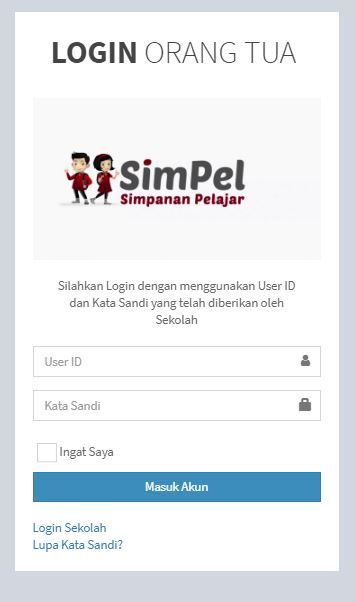 LOGIN ORANG TUA
SimPel
Simpanan Pelajar
Silahkan Login dengan menggunakan User ID
dan Kata Sandi yang telah diberikan oleh
Sekolah
User ID
Kata Sandi
Ingat Saya
Masuk Akun
Login Sekolah
Lupa Kata Sandi?